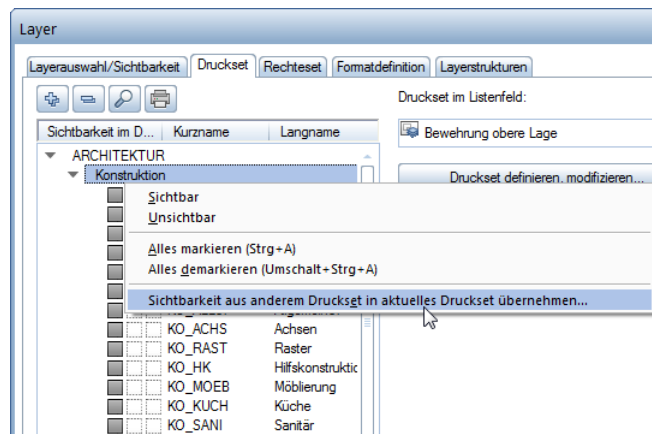 Layer
Layerauswahl/Sichtbarkeit Druckset Rechteset Formatdefinition Layerstrukturen
Druckset im Listenfeld:
Sichtbarkeit im D... Kurzname Langname
Bewehrung obere Lage
ARCHITEKTUR
Konstruktion
Druckset definieren, modifizieren...
Sichtbar
Unsichtbar
Alles markieren (Strg+A)
Alles demarkieren (Umschalt+Strg+A)
Sichtbarkeit aus anderem Druckset in aktuelles Druckset übernehmen...
KO_ACHS Achsen
KO_RAST Raster
KO_HK Hilfskonstruktic
KO_MOEB Möblierung
KO_KUCH Küche
KO_SANI Sanitär